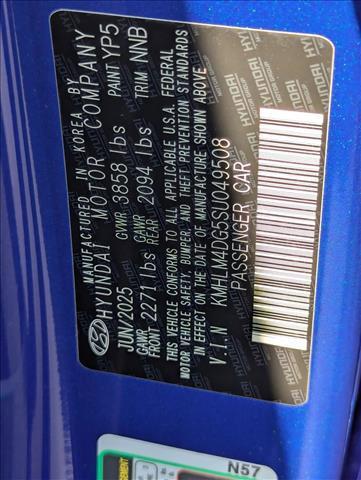 MANUFACTURED IN KOREA BY
HYUNDAI MOTOR COMPANY
JUN/2025 GVWR 3858 lbs PAINT YP5
GAWR FRONT 2271 lbs GAWR REAR 2094 lbs TRIM NNB
THIS VEHICLE CONFORMS TO ALL APPLICABLE U.S.A. FEDERAL
MOTOR VEHICLE SAFETY, BUMPER, AND THEFT PREVENTION STANDARDS
IN EFFECT ON THE DATE OF MANUFACTURE SHOWN ABOVE
V.I.N KMHLM4DG5SU049508
PASSENGER CAR
HYUNDAI
MOTOR GROUP
N57